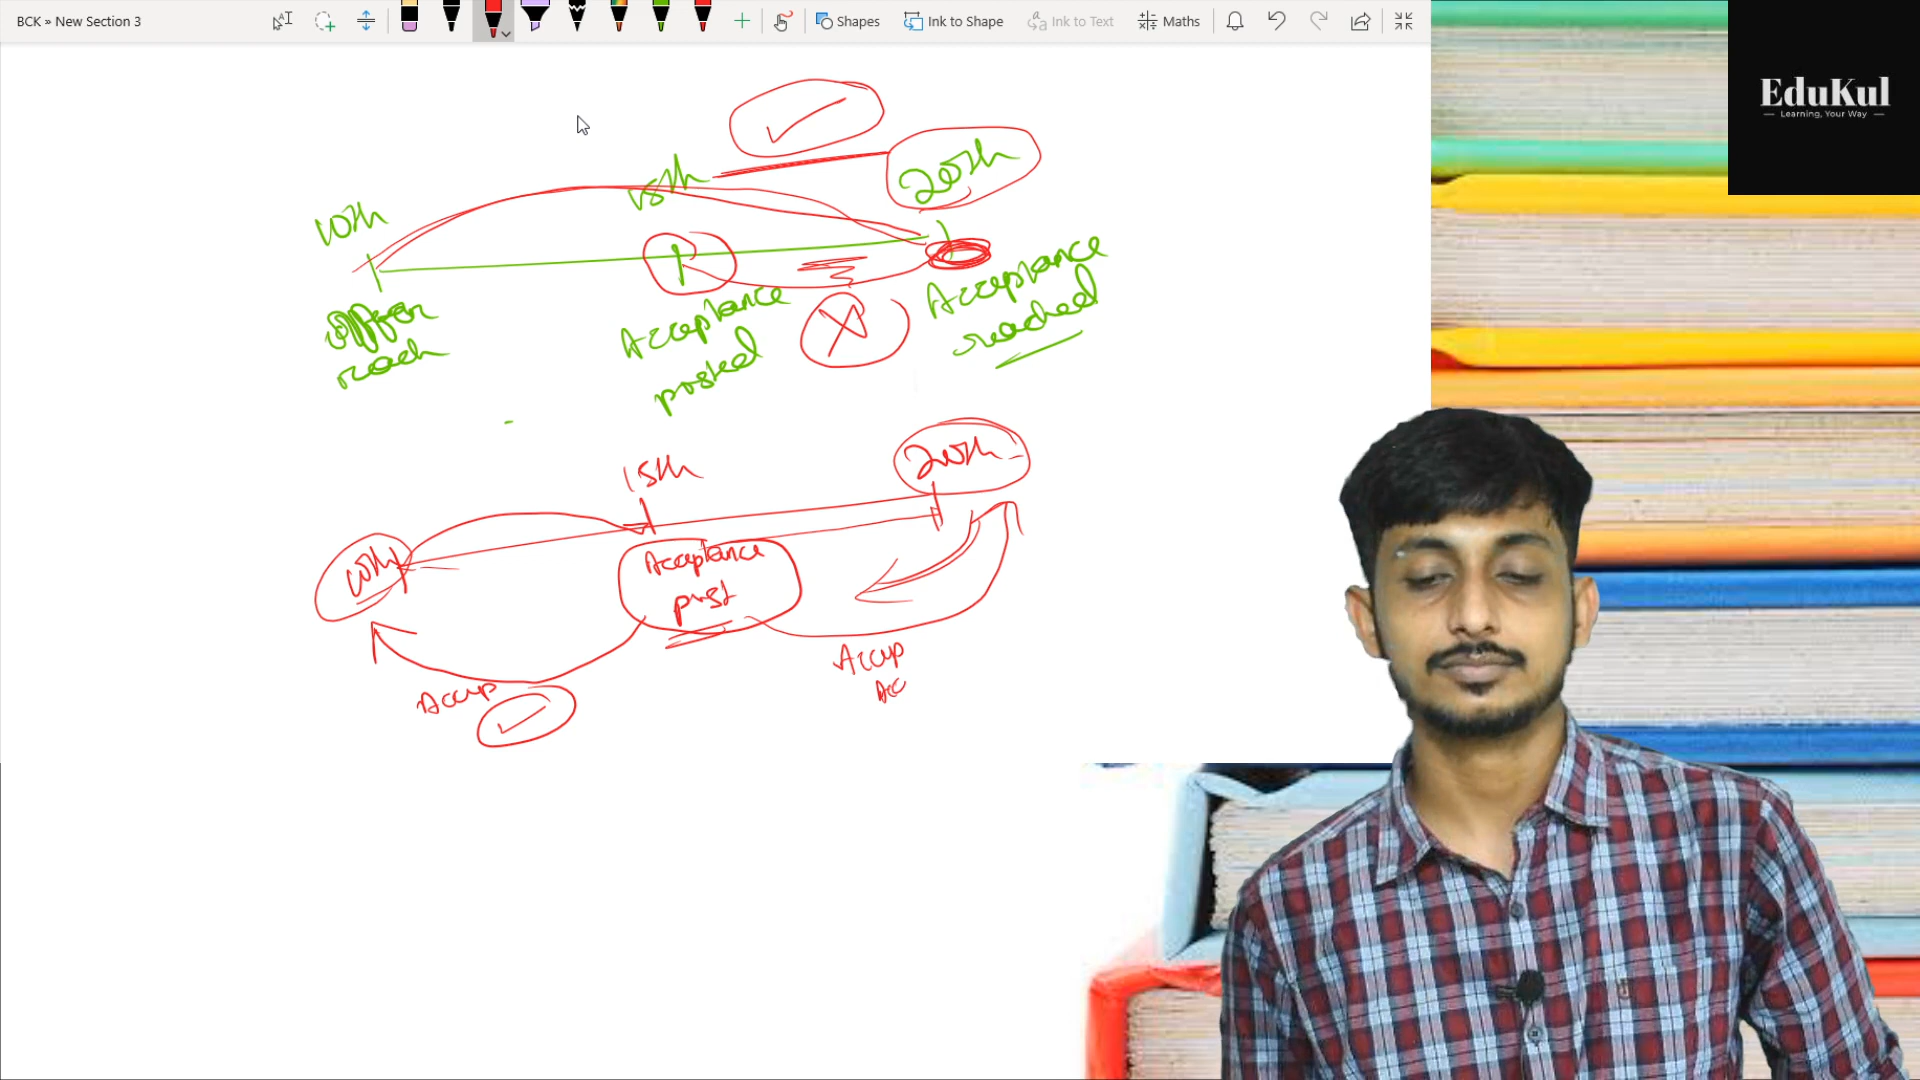 BCK » New Section 3
Shapes
Ink to Shape
Ink to Text
Maths
EduKul
— Learning, Your Way —
15th
20th
10th
Offer
reach
Acceptance
posted
Acceptance
reached
15th
20th
10th
Acceptance
post
Accep
Acc
Accep